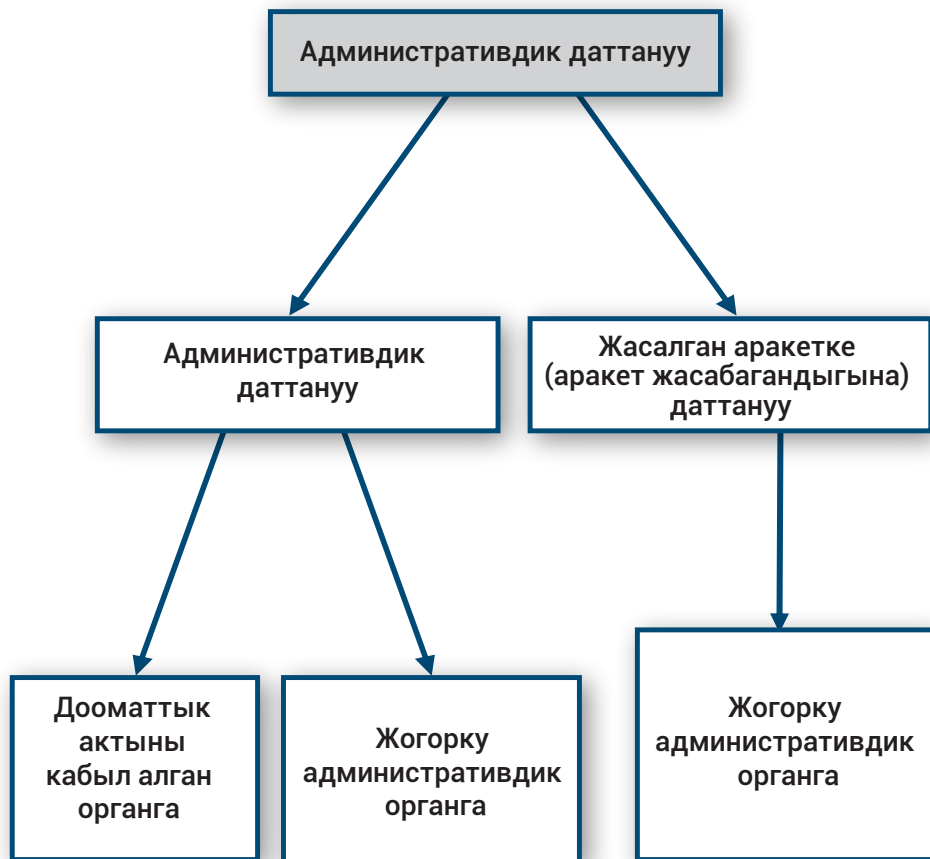 Административдик даттануу
Административдик
даттануу
Жасалган аракетке
(аракет жасабагандыгына)
даттануу
Дооматтык
актыны
кабыл алган
органга
Жогорку
административдик
органга
Жогорку
административдик
органга